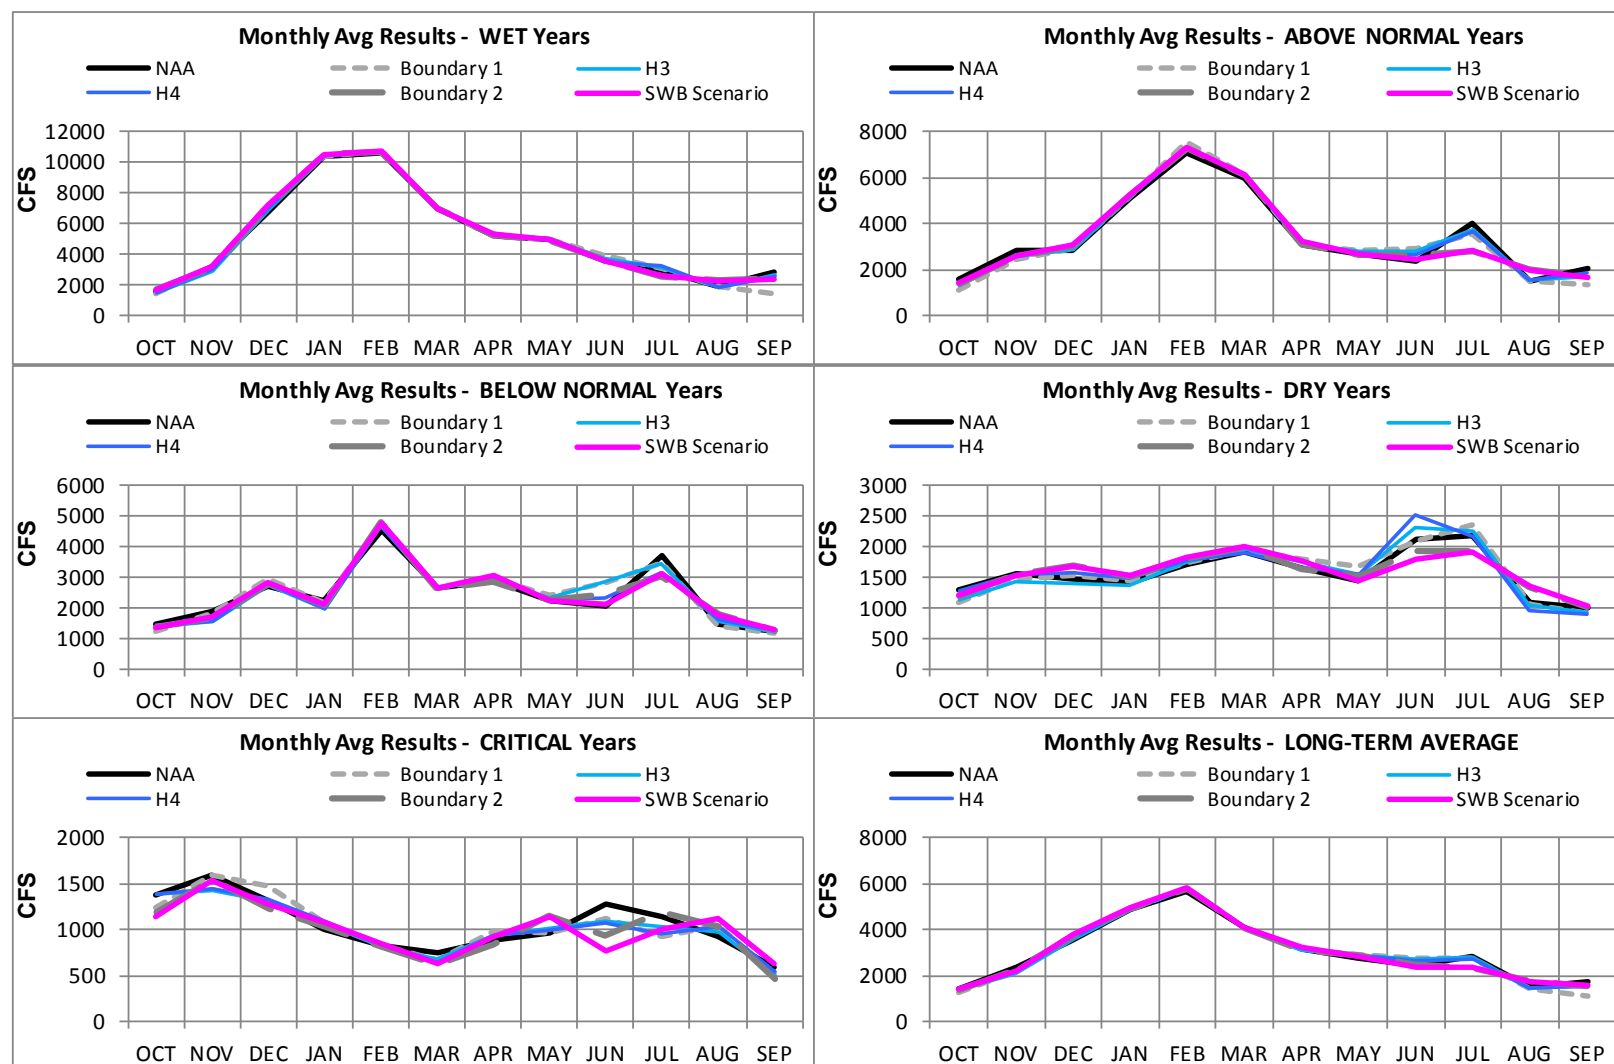 Monthly Avg Results - WET Years
NAA Boundary 1 H3
H4 Boundary 2 SWB Scenario
12000
10000
8000
6000
4000
2000
0
CFS
OCT NOV DEC JAN FEB MAR APR MAY JUN JUL AUG SEP
Monthly Avg Results - ABOVE NORMAL Years
NAA Boundary 1 H3
H4 Boundary 2 SWB Scenario
8000
6000
4000
2000
0
CFS
OCT NOV DEC JAN FEB MAR APR MAY JUN JUL AUG SEP
Monthly Avg Results - BELOW NORMAL Years
NAA Boundary 1 H3
H4 Boundary 2 SWB Scenario
6000
5000
4000
3000
2000
1000
0
CFS
OCT NOV DEC JAN FEB MAR APR MAY JUN JUL AUG SEP
Monthly Avg Results - DRY Years
NAA Boundary 1 H3
H4 Boundary 2 SWB Scenario
3000
2500
2000
1500
1000
500
0
CFS
OCT NOV DEC JAN FEB MAR APR MAY JUN JUL AUG SEP
Monthly Avg Results - CRITICAL Years
NAA Boundary 1 H3
H4 Boundary 2 SWB Scenario
2000
1500
1000
500
0
CFS
OCT NOV DEC JAN FEB MAR APR MAY JUN JUL AUG SEP
Monthly Avg Results - LONG-TERM AVERAGE
NAA Boundary 1 H3
H4 Boundary 2 SWB Scenario
8000
6000
4000
2000
0
CFS
OCT NOV DEC JAN FEB MAR APR MAY JUN JUL AUG SEP